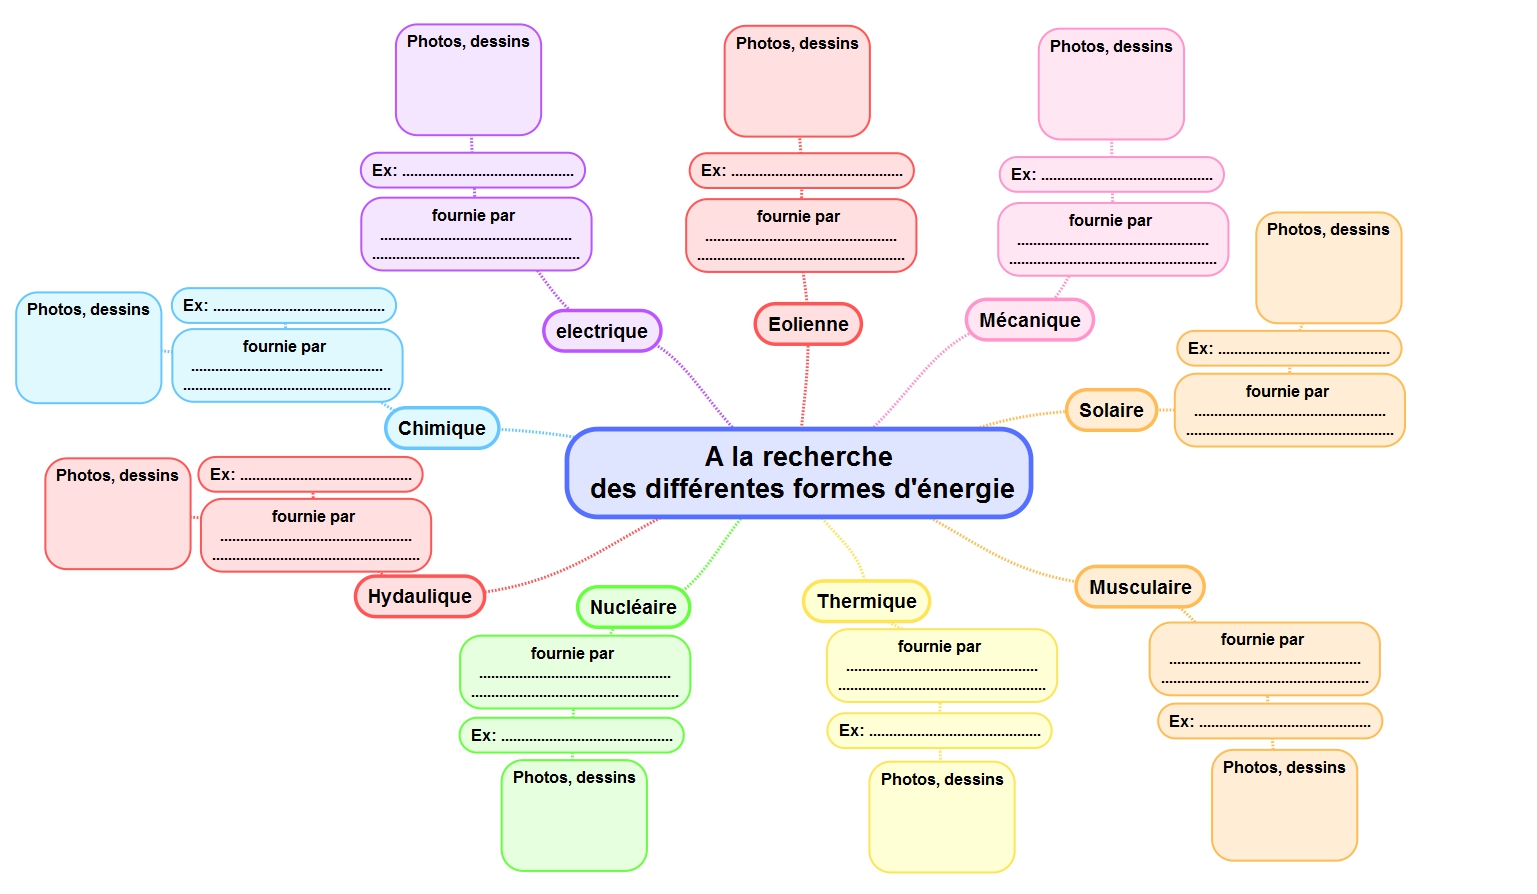 A la recherche
des différentes formes d'énergie
electrique
fournie par
................................................
....................................................
Ex: ...........................................
Photos, dessins
Eolienne
fournie par
................................................
....................................................
Ex: ...........................................
Photos, dessins
Mécanique
fournie par
................................................
....................................................
Ex: ...........................................
Photos, dessins
Solaire
fournie par
................................................
....................................................
Ex: ...........................................
Photos, dessins
Musculaire
fournie par
................................................
....................................................
Ex: ...........................................
Photos, dessins
Thermique
fournie par
................................................
....................................................
Ex: ...........................................
Photos, dessins
Nucléaire
fournie par
................................................
....................................................
Ex: ...........................................
Photos, dessins
Hydaulique
fournie par
................................................
....................................................
Ex: ...........................................
Photos, dessins
Chimique
fournie par
................................................
....................................................
Ex: ...........................................
Photos, dessins